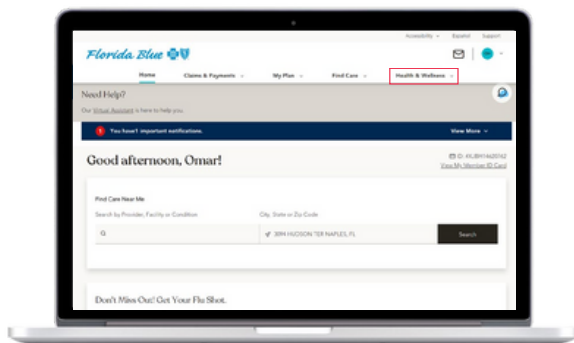 Accessibility Español Support
Florida Blue
Home Claims & Payments My Plan Find Care Health & Wellness
Need Help?
Our Virtual Assistant is here to help you.
You have 1 important notifications. View More
Good afternoon, Omar!
View My Member ID Card
Find Care Near Me
Search by Provider, Facility or Condition City, State or Zip Code
3094 HUDSON TER NAPLES, FL Search
Don't Miss Out! Get Your Flu Shot.